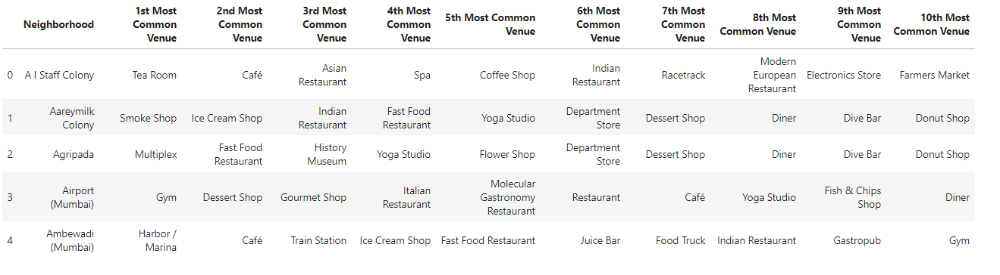 Neighborhood 1st Most Common Venue 2nd Most Common Venue 3rd Most Common Venue 4th Most Common Venue 5th Most Common Venue 6th Most Common Venue 7th Most Common Venue 8th Most Common Venue 9th Most Common Venue 10th Most Common Venue
0 A I Staff Colony Tea Room Café Asian Restaurant Spa Coffee Shop Indian Restaurant Racetrack Modern European Restaurant Electronics Store Farmers Market
1 Aareymilk Colony Smoke Shop Ice Cream Shop Indian Restaurant Fast Food Restaurant Yoga Studio Department Store Dessert Shop Diner Dive Bar Donut Shop
2 Agripada Multiplex Fast Food Restaurant History Museum Yoga Studio Flower Shop Department Store Dessert Shop Diner Dive Bar Donut Shop
3 Airport (Mumbai) Gym Dessert Shop Gourmet Shop Italian Restaurant Molecular Gastronomy Restaurant Restaurant Café Yoga Studio Fish & Chips Shop Diner
4 Ambewadi (Mumbai) Harbor / Marina Café Train Station Ice Cream Shop Fast Food Restaurant Juice Bar Food Truck Indian Restaurant Gastropub Gym